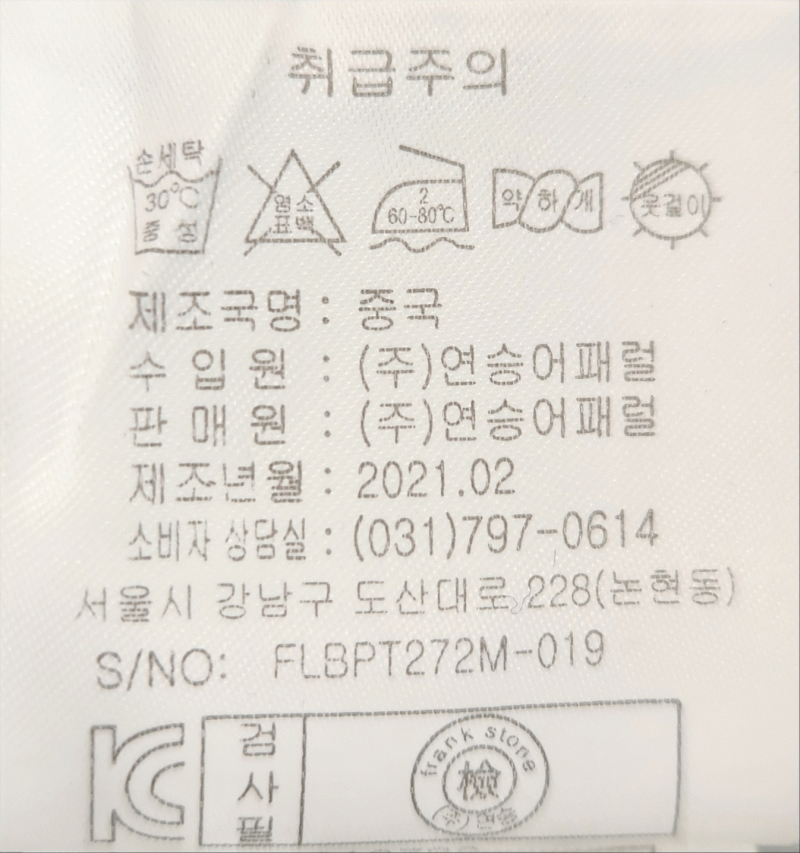 취급주의
손세탁
30℃
중성
염소
표백
2
60-80℃
약하게
옷걸이
제조국명 : 중국
수 입 원 : (주)연승어패럴
판 매 원 : (주)연승어패럴
제조년월 : 2021.02
소비자 상담실 : (031)797-0614
서울시 강남구 도산대로 228(논현동)
S/NO: FLBPT272M-019
검사필
frank stone
檢